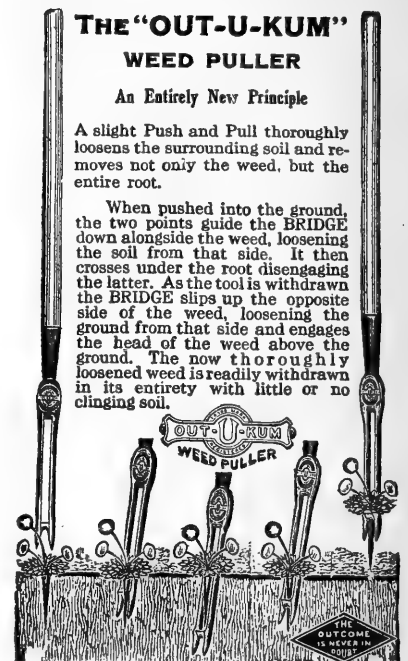 THE "OUT-U-KUM"
WEED PULLER
An Entirely New Principle
A slight Push and Pull thoroughly
loosens the surrounding soil and re-
moves not only the weed, but the
entire root.
When pushed into the ground,
the two points guide the BRIDGE
down alongside the weed, loosening
the soil from that side. It then
crosses under the root disengaging
the latter. As the tool is withdrawn
the BRIDGE slips up the opposite
side of the weed, loosening the
ground from that side and engages
the head of the weed above the
ground. The now thoroughly
loosened weed is readily withdrawn
in its entirety with little or no
clinging soil.
TRADE MARK
OUT-U-KUM
REGISTERED
WEED PULLER
THE
OUTCOME
IS NEVER IN
DOUBT